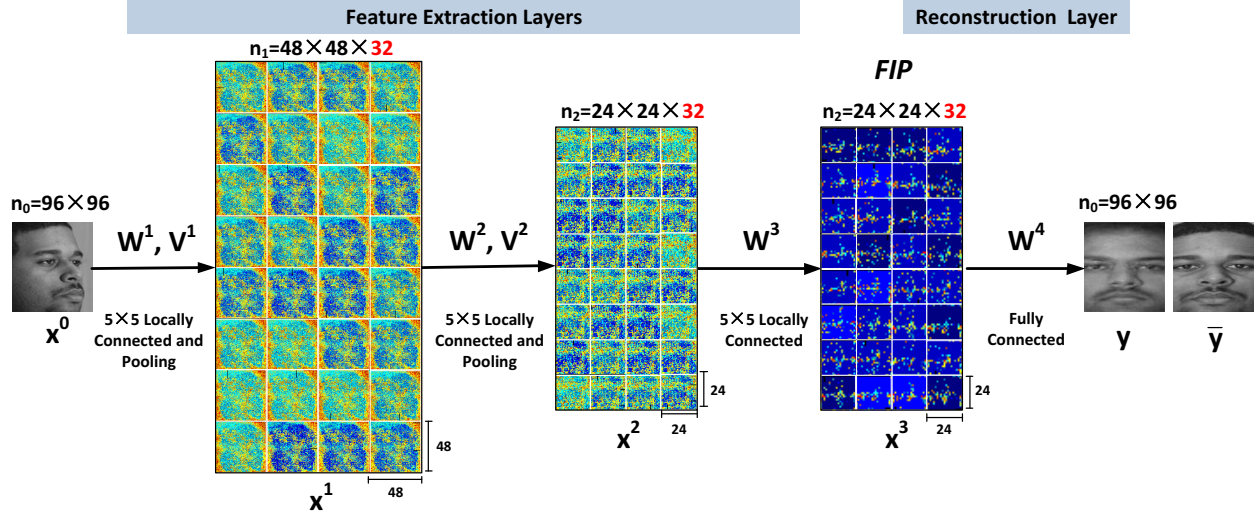 Feature Extraction Layers
Reconstruction Layer
n₁=48×48×32
FIP
n₂=24×24×32
n₂=24×24×32
n₀=96×96
n₀=96×96
W¹, V¹
W², V²
W³
W⁴
5×5 Locally
Connected and
Pooling
5×5 Locally
Connected and
Pooling
5×5 Locally
Connected
Fully
Connected
x⁰
y
y̅
24
24
24
24
x²
x³
48
48
x¹